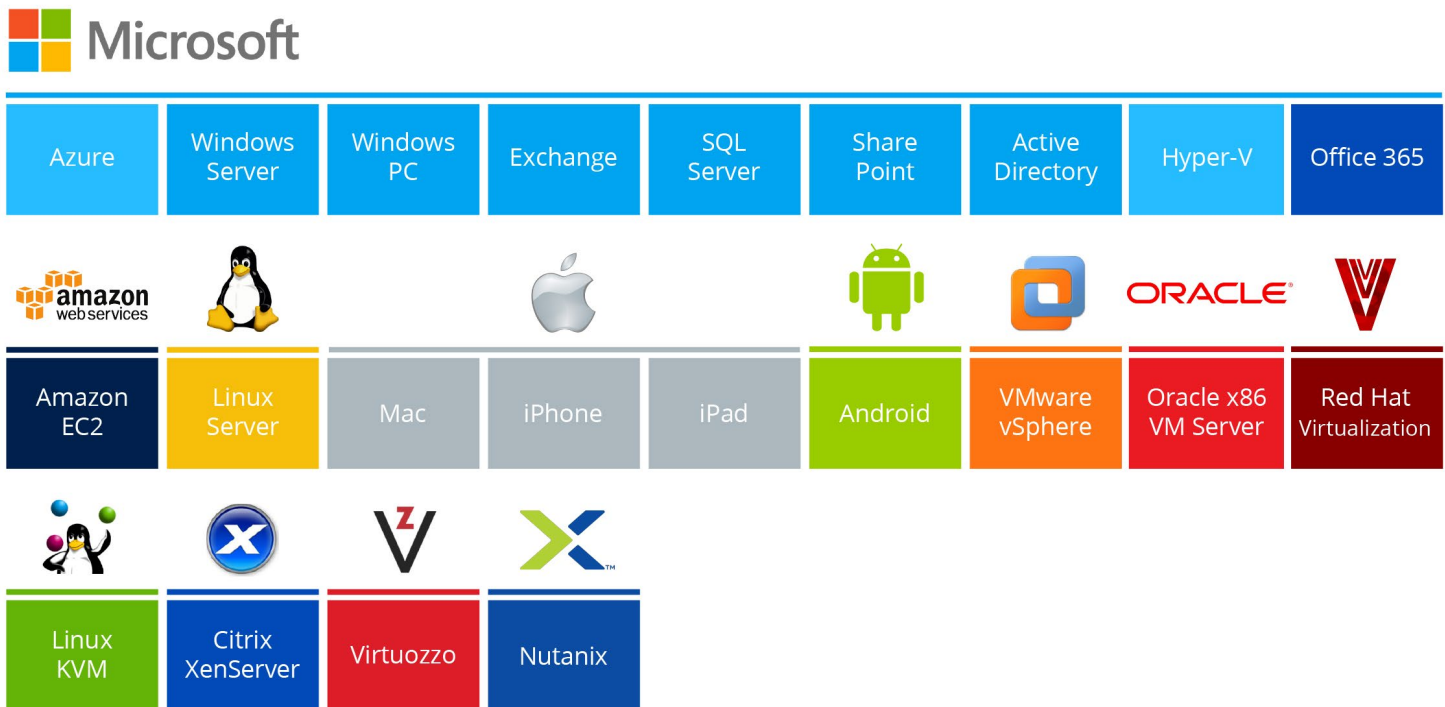 Microsoft
Azure
Windows
Server
Windows
PC
Exchange
SQL
Server
Share
Point
Active
Directory
Hyper-V
Office 365
amazon
webservices
ORACLE®
Amazon
EC2
Linux
Server
Mac
iPhone
iPad
Android
VMware
vSphere
Oracle x86
VM Server
Red Hat
Virtualization
X
VZ
TM
Linux
KVM
Citrix
XenServer
Virtuozzo
Nutanix